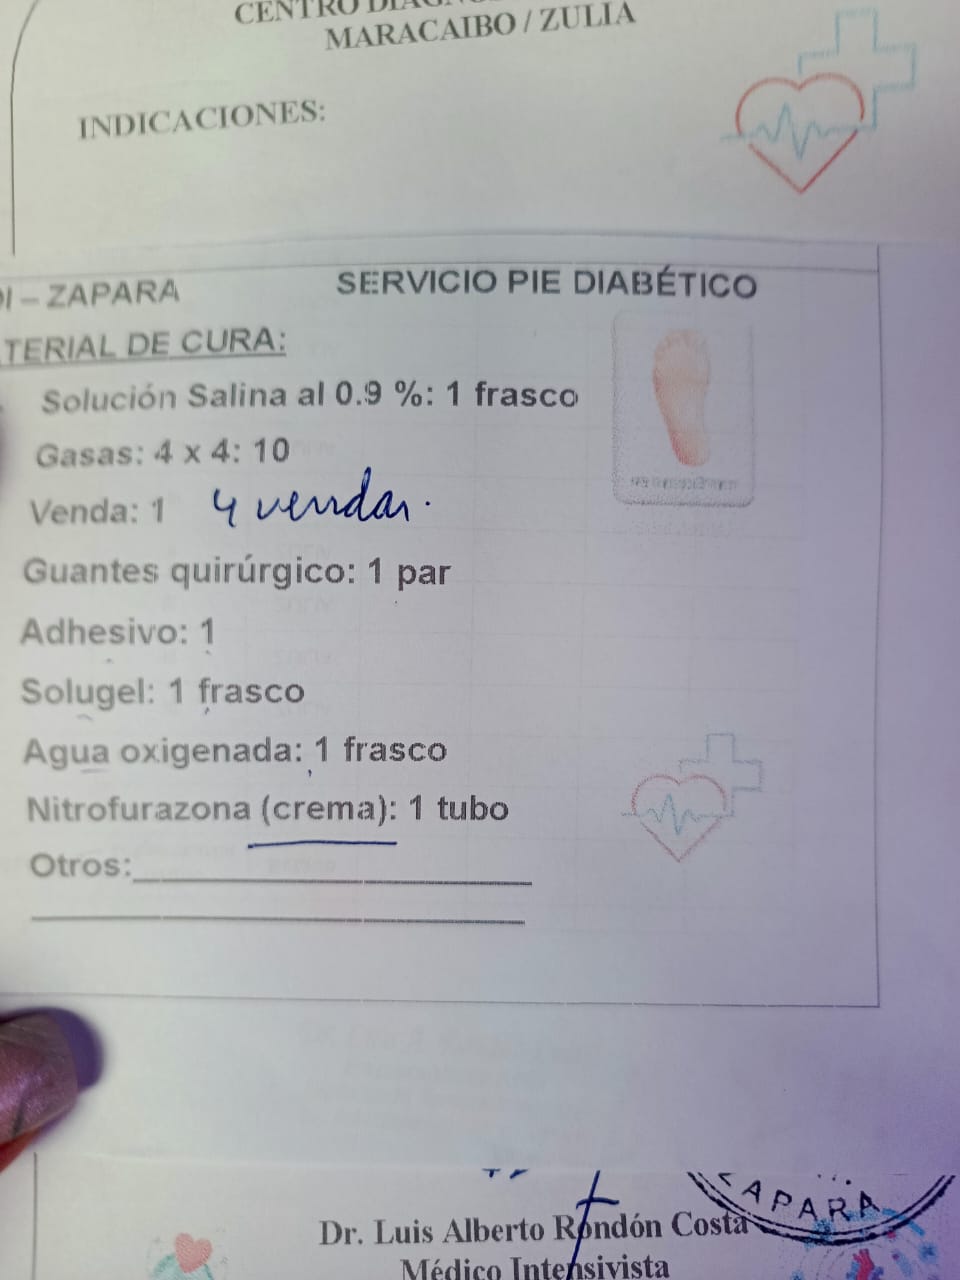 CENTRO
MARACAIBO / ZULIA
INDICACIONES:
DI – ZAPARA SERVICIO PIE DIABÉTICO
TERIAL DE CURA:
Solución Salina al 0.9 %: 1 frasco
Gasas: 4 x 4: 10
Venda: 1 4 vendas.
Guantes quirúrgico: 1 par
Adhesivo: 1
Solugel: 1 frasco
Agua oxigenada: 1 frasco
Nitrofurazona (crema): 1 tubo
Otros:
Dr. Luis Alberto Rondón Costa
Médico Intensivista
ZAPARA